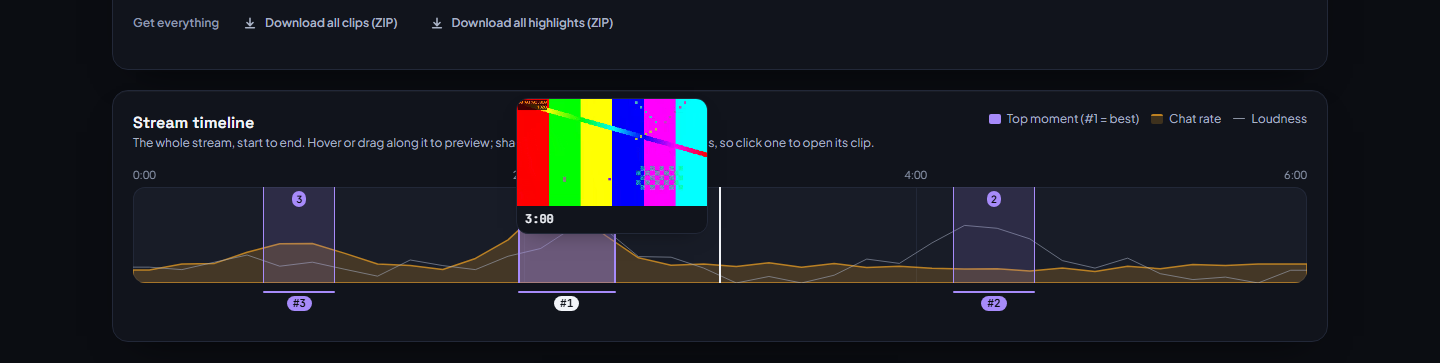 Get everything Download all clips (ZIP) Download all highlights (ZIP)
Stream timeline
Top moment (#1 = best) Chat rate Loudness
The whole stream, start to end. Hover or drag along it to preview; , so click one to open its clip.
0:00 4:00 6:00
3:00
3 2
#3 #1 #2